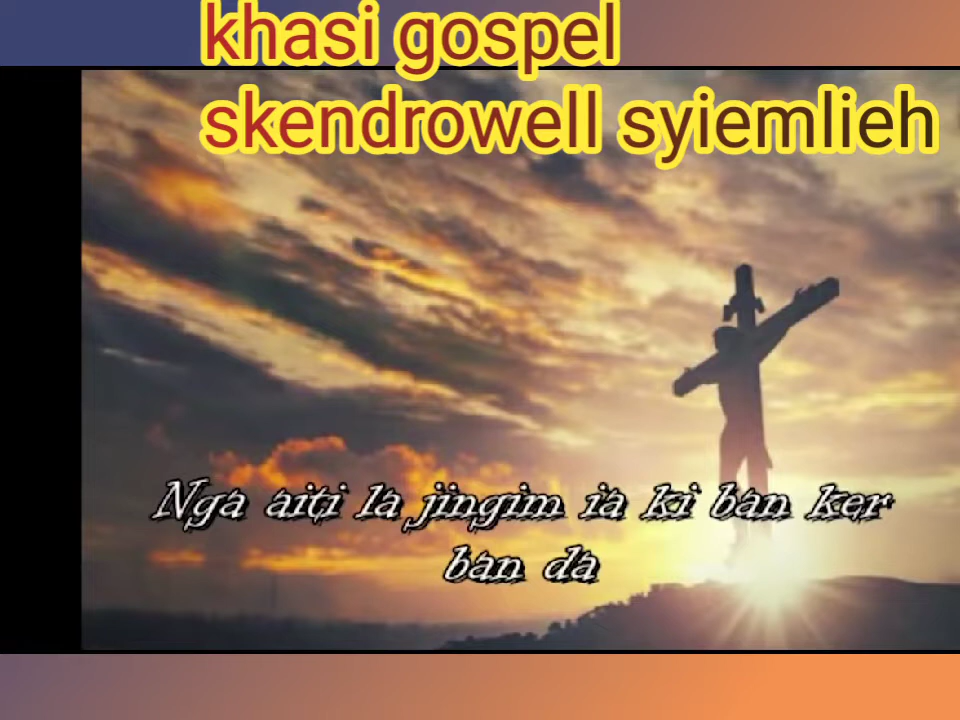 khasi gospel
skendrowell syiemlieh
Nga aiti la jingim ia ki ban ker
ban da